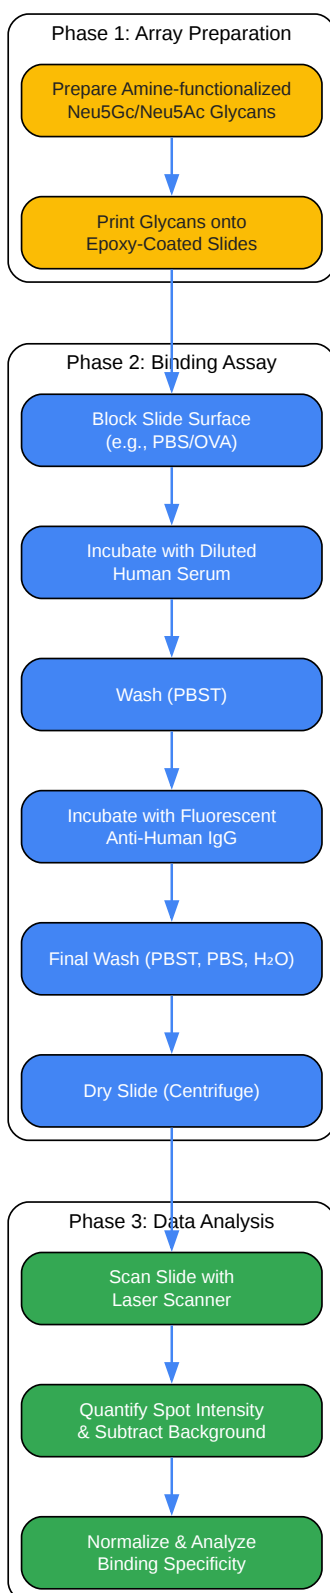 Phase 1: Array Preparation
Prepare Amine-functionalized
Neu5Gc/Neu5Ac Glycans
Print Glycans onto
Epoxy-Coated Slides
Phase 2: Binding Assay
Block Slide Surface
(e.g., PBS/OVA)
Incubate with Diluted
Human Serum
Wash (PBST)
Incubate with Fluorescent
Anti-Human IgG
Final Wash (PBST, PBS, H₂O)
Dry Slide (Centrifuge)
Phase 3: Data Analysis
Scan Slide with
Laser Scanner
Quantify Spot Intensity
& Subtract Background
Normalize & Analyze
Binding Specificity